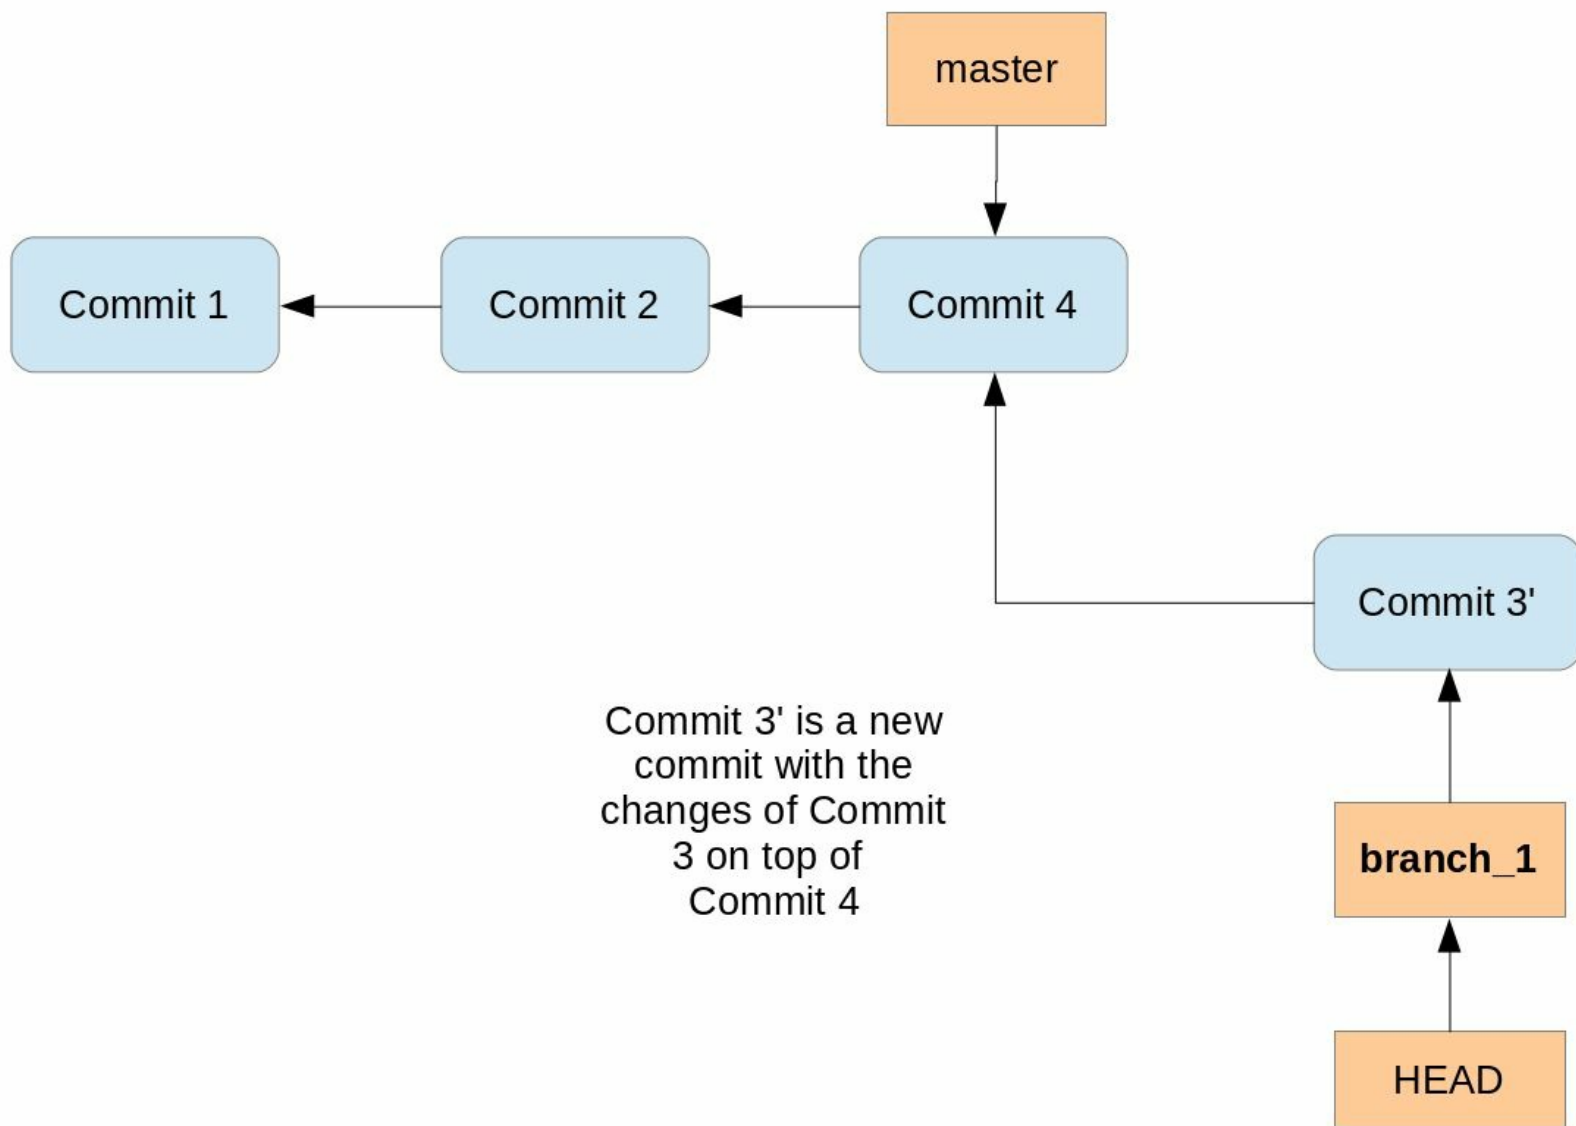 master
Commit 1
Commit 2
Commit 4
Commit 3'
Commit 3' is a new
commit with the
changes of Commit
3 on top of
Commit 4
branch_1
HEAD